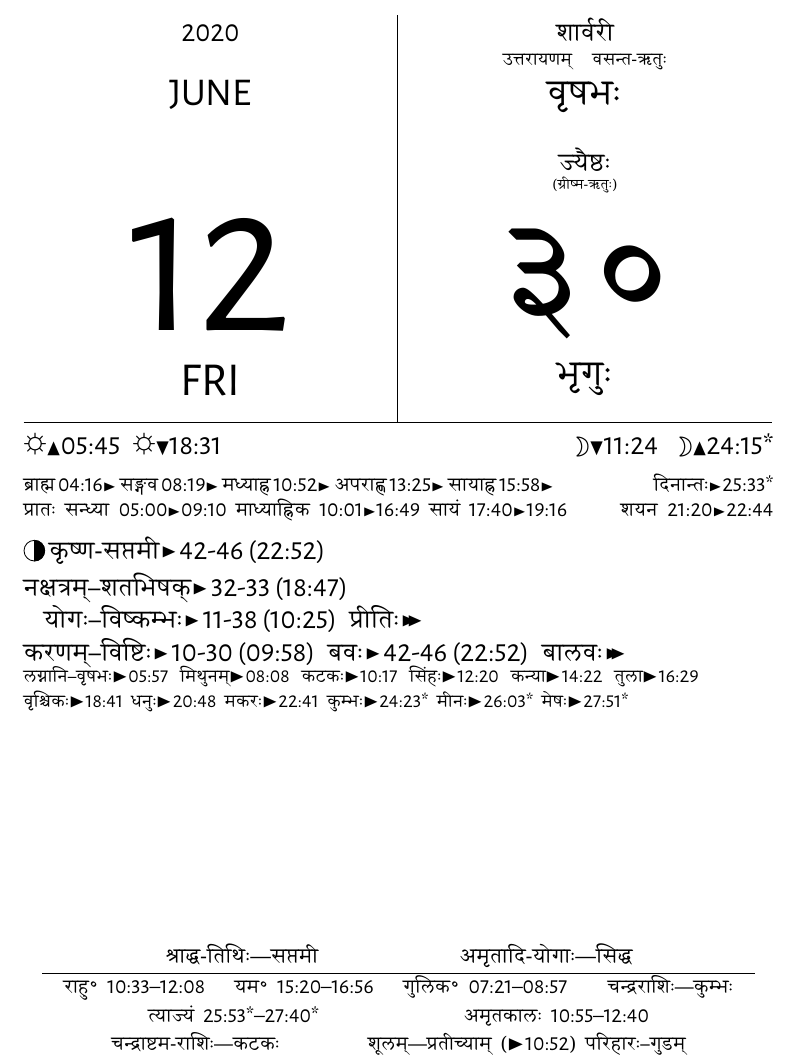 2020
JUNE
12
FRI
शार्वरी
उत्तरायणम् वसन्त-ऋतुः
वृषभः
ज्यैष्ठः
(ग्रीष्म-ऋतुः)
३०
भृगुः
☼▲05:45 ☼▼18:31 ☽▼11:24 ☽▲24:15*
ब्राह्म 04:16► सङ्गव 08:19► मध्याह्न 10:52► अपराह्ण 13:25► सायाह्न 15:58► दिनान्तः►25:33*
प्रातः सन्ध्या 05:00►09:10 माध्याह्निक 10:01►16:49 सायं 17:40►19:16 शयन 21:20►22:44
◑कृष्ण-सप्तमी►42-46 (22:52)
नक्षत्रम्–शतभिषक्►32-33 (18:47)
योगः–विष्कम्भः►11-38 (10:25) प्रीतिः►►
करणम्–विष्टिः►10-30 (09:58) बवः►42-46 (22:52) बालवः►►
लग्नानि–वृषभः►05:57 मिथुनम्►08:08 कटकः►10:17 सिंहः►12:20 कन्या►14:22 तुला►16:29
वृश्चिकः►18:41 धनुः►20:48 मकरः►22:41 कुम्भः►24:23* मीनः►26:03* मेषः►27:51*
श्राद्ध-तिथिः—सप्तमी अमृतादि-योगाः—सिद्ध
राहु॰ 10:33–12:08 यम॰ 15:20–16:56 गुलिक॰ 07:21–08:57 चन्द्रराशिः—कुम्भः
त्याज्यं 25:53*–27:40* अमृतकालः 10:55–12:40
चन्द्राष्टम-राशिः—कटकः शूलम्—प्रतीच्याम् (►10:52) परिहारः–गुडम्